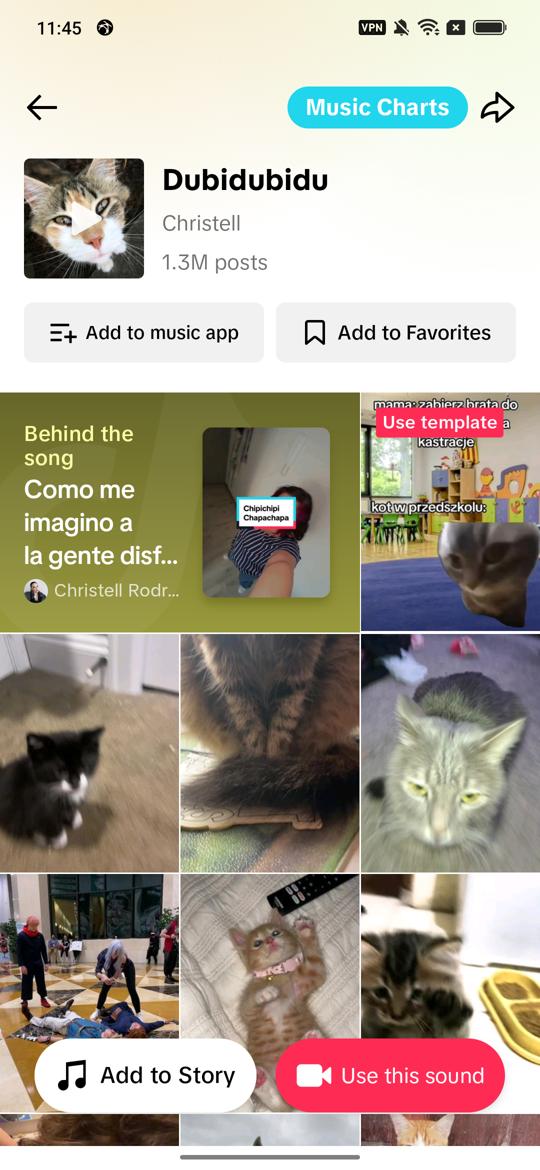 11:45
VPN
Music Charts
Dubidubidu
Christell
1.3M posts
Add to music app
Add to Favorites
Behind the
song
Como me
imagino a
la gente disf...
Christell Rodr...
Chipichipi
Chapachapa
mama: zabierz brata do
Use template
a
kastracje
kot w przedszkolu:
Add to Story
Use this sound